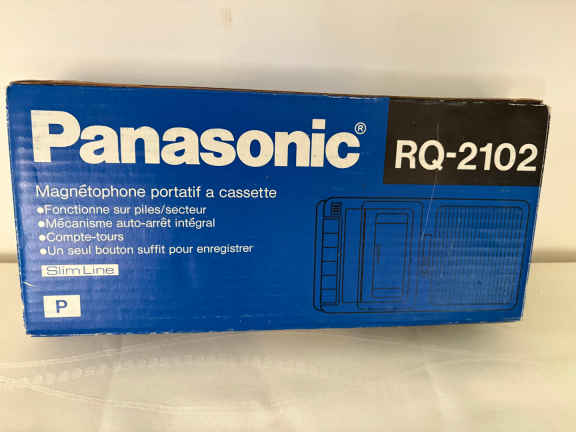 Panasonic®
RQ-2102
Magnétophone portatif a cassette
●Fonctionne sur piles/secteur
●Mécanisme auto-arrêt intégral
●Compte-tours
●Un seul bouton suffit pour enregistrer
Slim Line
P